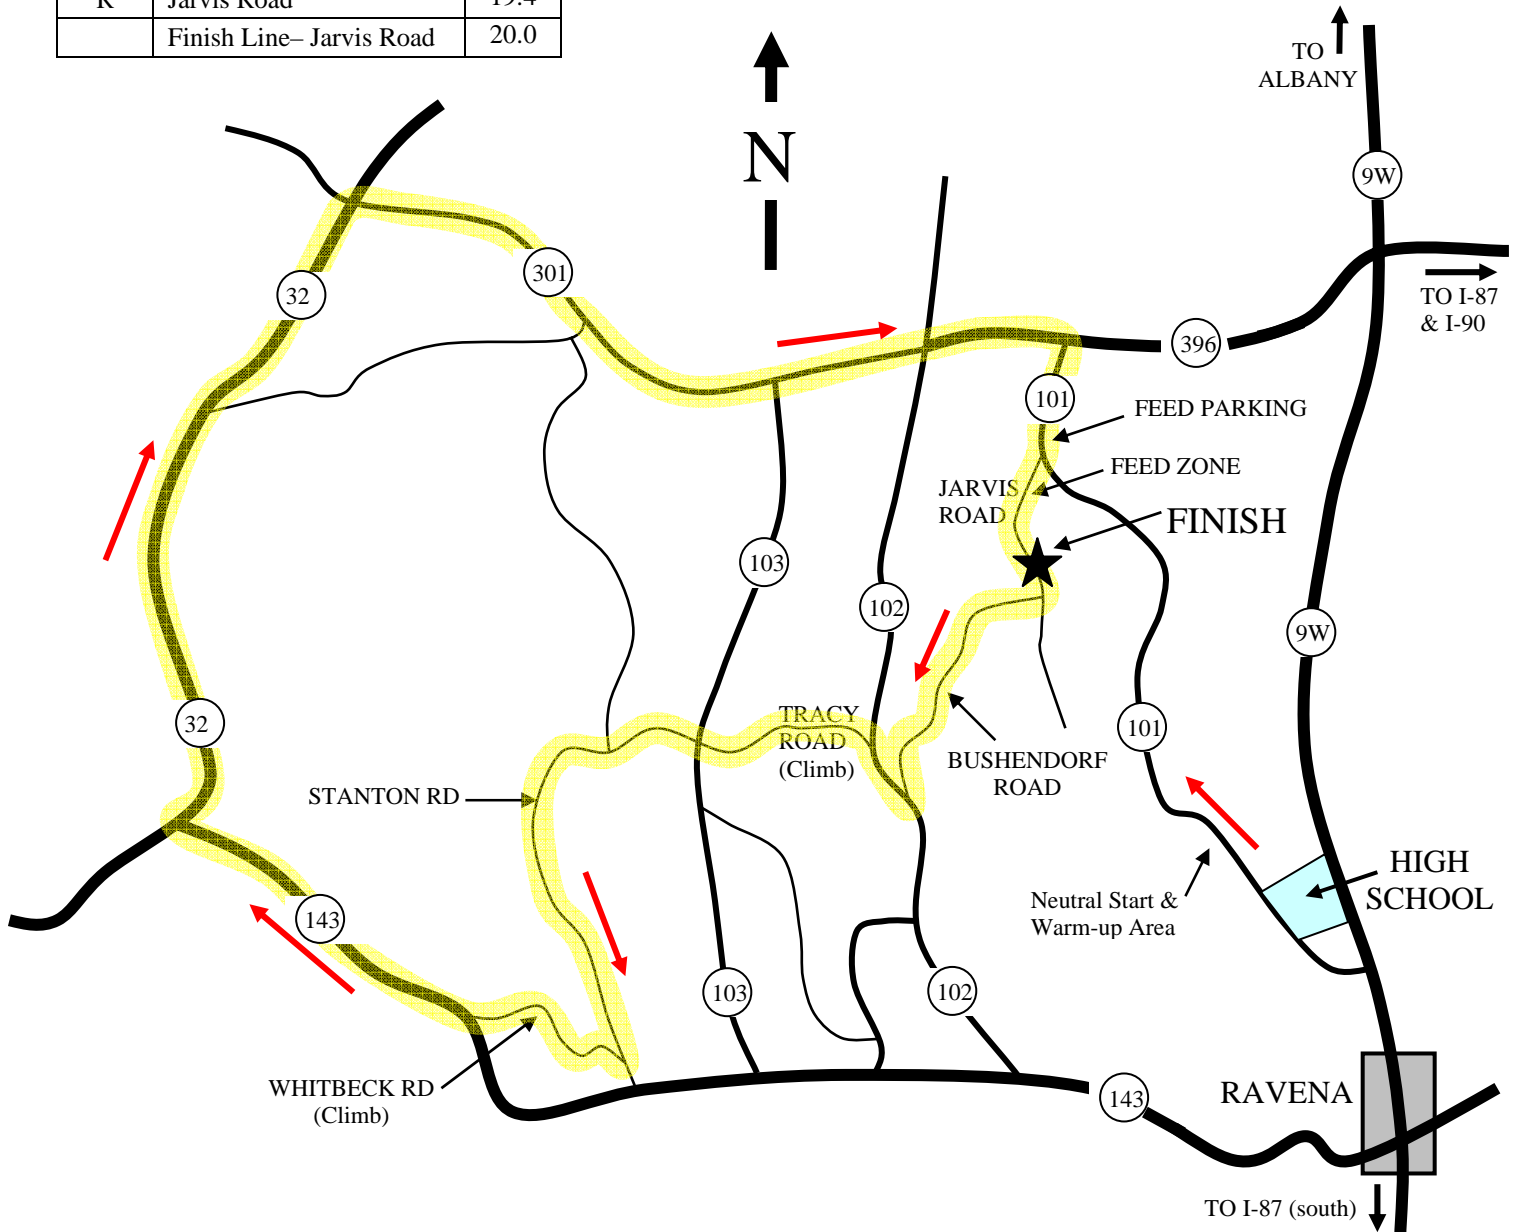 R Jarvis Road 19.4
Finish Line– Jarvis Road 20.0
TO
ALBANY
N
9W
32
301
TO I-87
& I-90
396
101
FEED PARKING
FEED ZONE
JARVIS
ROAD
FINISH
103
102
9W
32
TRACY
ROAD
(Climb)
101
BUSHENDORF
ROAD
STANTON RD
HIGH
SCHOOL
Neutral Start &
Warm-up Area
143
103
102
WHITBECK RD
(Climb)
143
RAVENA
TO I-87 (south)